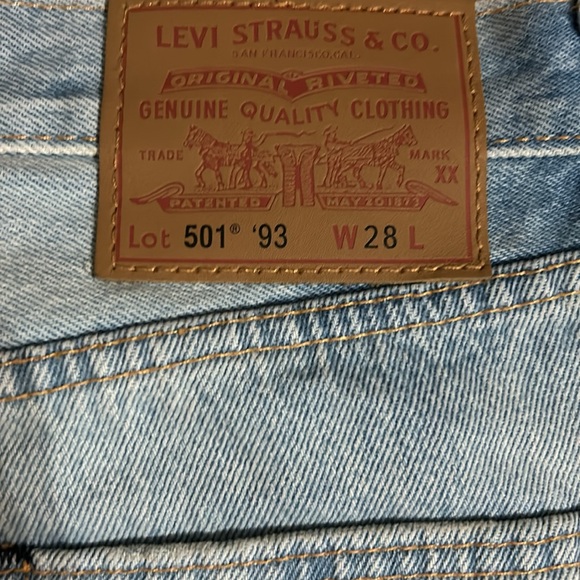 LEVI STRAUSS & CO.
SAN FRANCISCO, CAL.
ORIGINAL RIVETED
GENUINE QUALITY CLOTHING
TRADE MARK
XX
PATENTED MAY 20 1873
Lot 501® '93 W 28 L